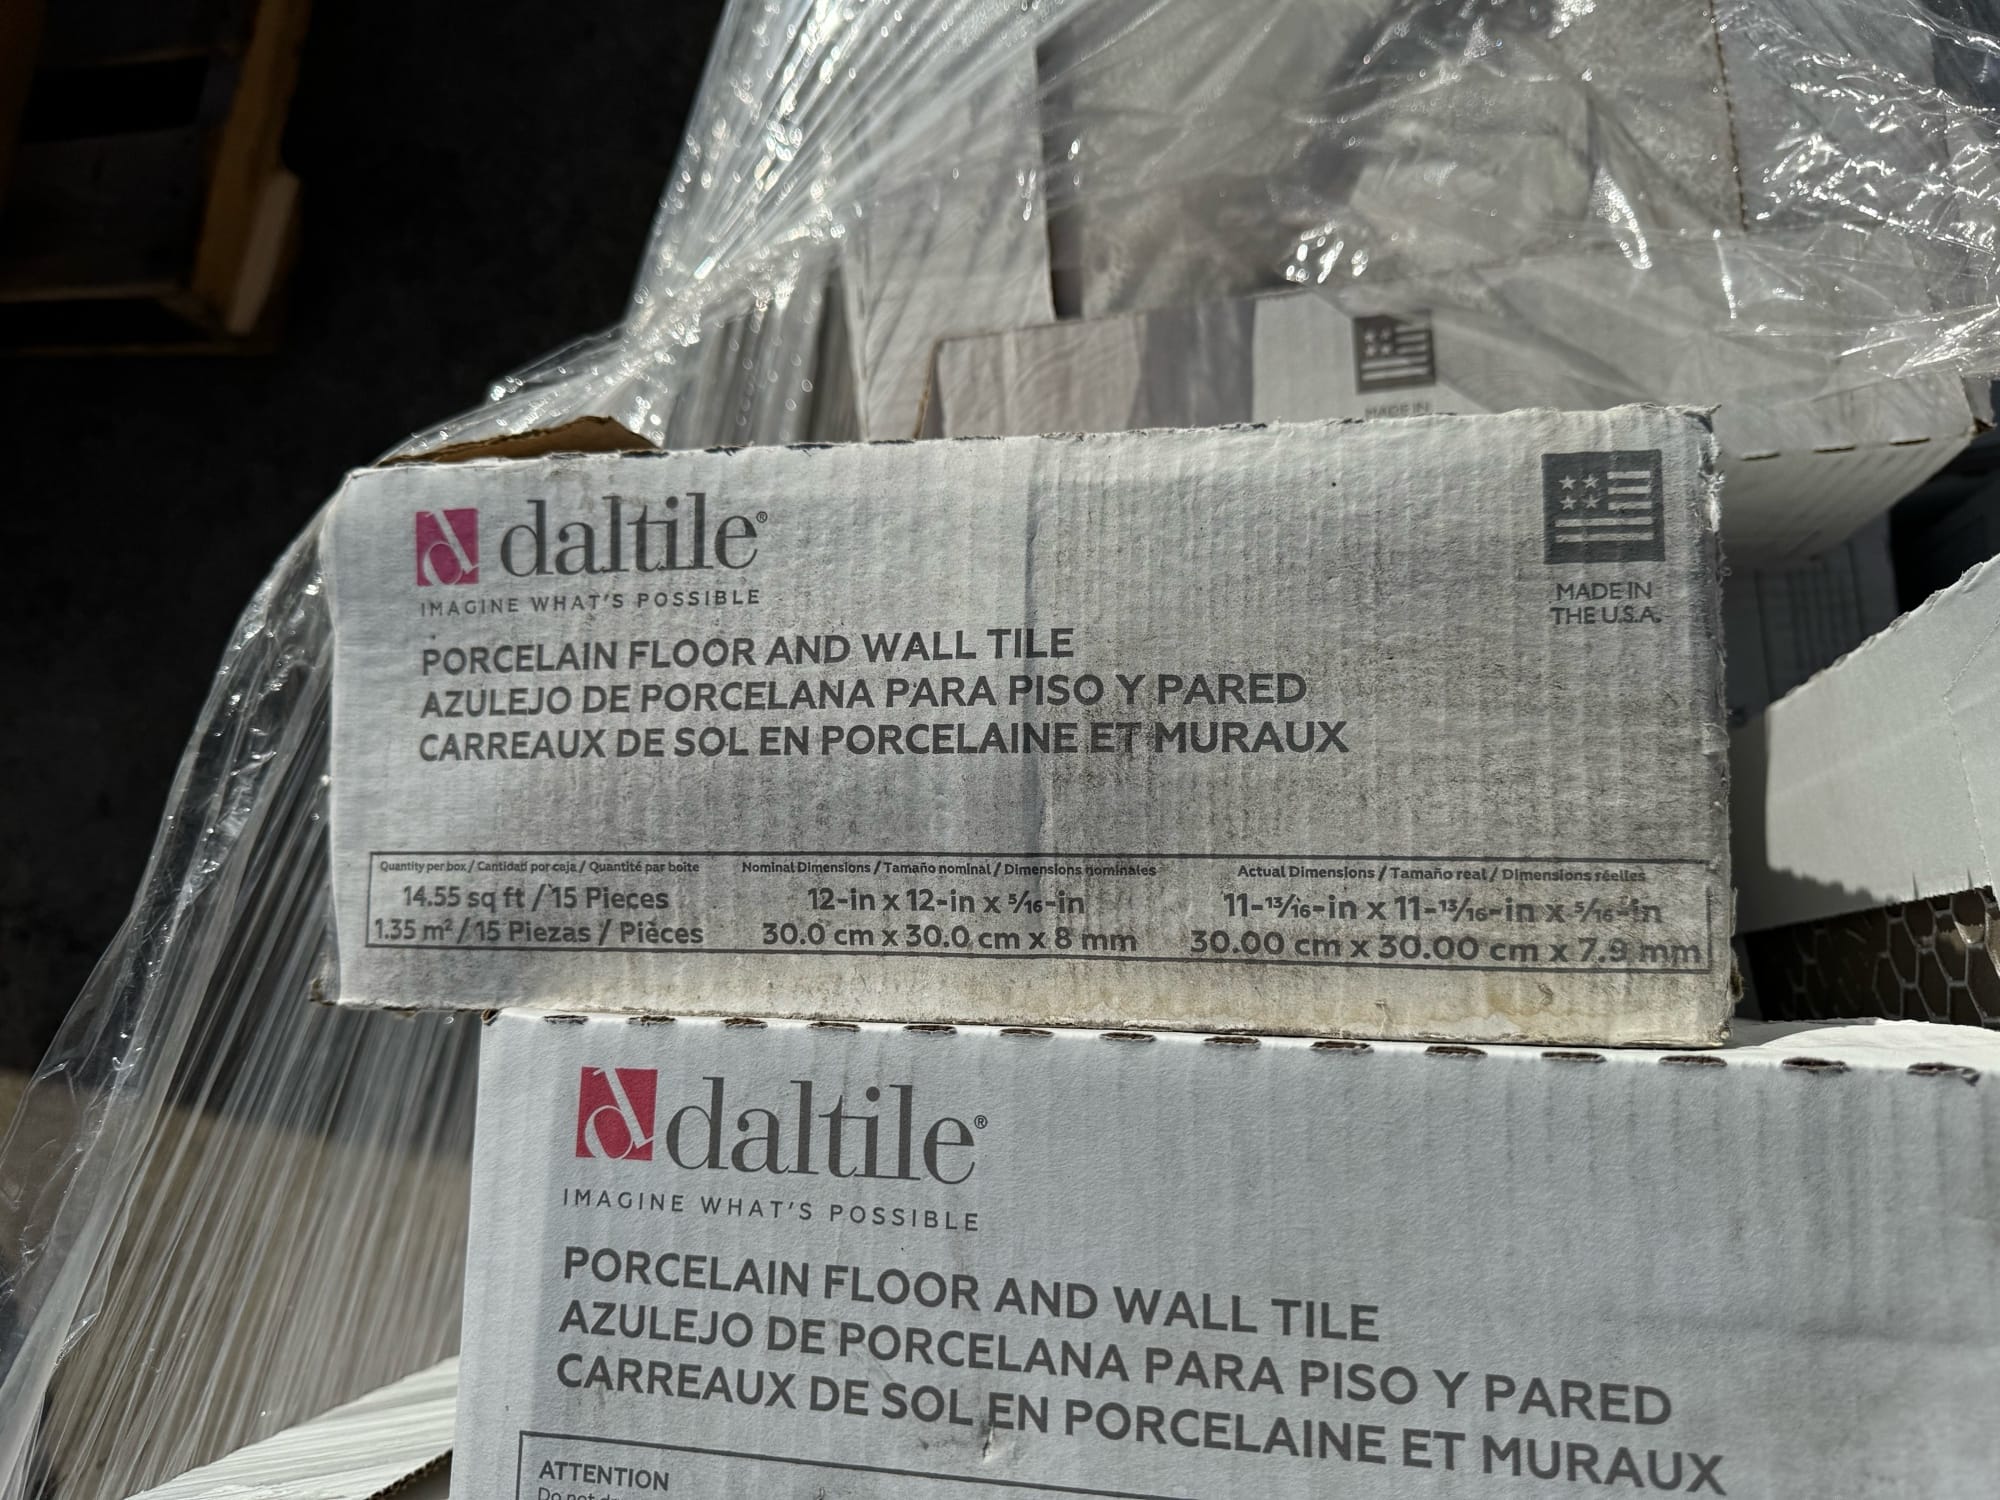 MADE IN
daltile®
IMAGINE WHAT'S POSSIBLE
MADE IN
THE U.S.A.
PORCELAIN FLOOR AND WALL TILE
AZULEJO DE PORCELANA PARA PISO Y PARED
CARREAUX DE SOL EN PORCELAINE ET MURAUX
Quantity per box / Cantidad por caja / Quantité par boîte
14.55 sq ft / 15 Pieces
1.35 m² / 15 Piezas / Pièces
Nominal Dimensions / Tamaño nominal / Dimensions nominales
12-in x 12-in x 5/16-in
30.0 cm x 30.0 cm x 8 mm
Actual Dimensions / Tamaño real / Dimensions réelles
11-13/16-in x 11-13/16-in x 5/16-in
30.00 cm x 30.00 cm x 7.9 mm
daltile®
IMAGINE WHAT'S POSSIBLE
PORCELAIN FLOOR AND WALL TILE
AZULEJO DE PORCELANA PARA PISO Y PARED
CARREAUX DE SOL EN PORCELAINE ET MURAUX
ATTENTION
Do not